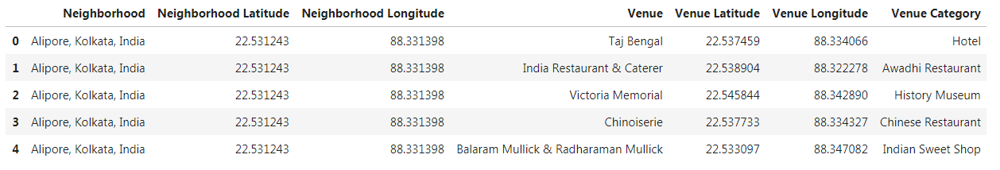 Neighborhood Neighborhood Latitude Neighborhood Longitude Venue Venue Latitude Venue Longitude Venue Category
0 Alipore, Kolkata, India 22.531243 88.331398 Taj Bengal 22.537459 88.334066 Hotel
1 Alipore, Kolkata, India 22.531243 88.331398 India Restaurant & Caterer 22.538904 88.322278 Awadhi Restaurant
2 Alipore, Kolkata, India 22.531243 88.331398 Victoria Memorial 22.545844 88.342890 History Museum
3 Alipore, Kolkata, India 22.531243 88.331398 Chinoiserie 22.537733 88.334327 Chinese Restaurant
4 Alipore, Kolkata, India 22.531243 88.331398 Balaram Mullick & Radharaman Mullick 22.533097 88.347082 Indian Sweet Shop